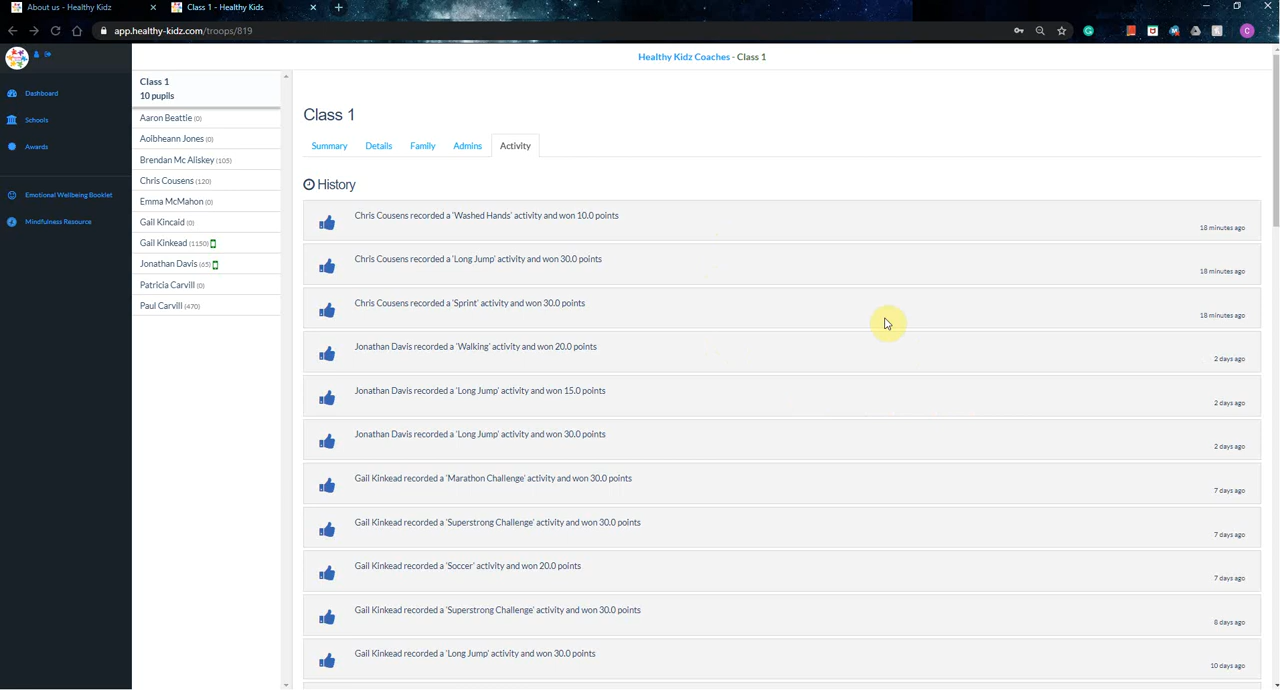 About us - Healthy Kidz
Class 1 - Healthy Kidz
app.healthy-kidz.com/troops/819
C
Healthy Kidz Coaches - Class 1
Dashboard
Schools
Awards
Emotional Wellbeing Booklet
Mindfulness Resource
Class 1
10 pupils
Aaron Beattie (0)
Aoibheann Jones (0)
Brendan Mc Aliskey (105)
Chris Cousens (120)
Emma McMahon (0)
Gail Kincaid (0)
Gail Kinkead (1150)
Jonathan Davis (65)
Patricia Carvill (0)
Paul Carvill (470)
Class 1
Summary Details Family Admins Activity
History
Chris Cousens recorded a 'Washed Hands' activity and won 10.0 points
18 minutes ago
Chris Cousens recorded a 'Long Jump' activity and won 30.0 points
18 minutes ago
Chris Cousens recorded a 'Sprint' activity and won 30.0 points
18 minutes ago
Jonathan Davis recorded a 'Walking' activity and won 20.0 points
2 days ago
Jonathan Davis recorded a 'Long Jump' activity and won 15.0 points
2 days ago
Jonathan Davis recorded a 'Long Jump' activity and won 30.0 points
2 days ago
Gail Kinkead recorded a 'Marathon Challenge' activity and won 30.0 points
7 days ago
Gail Kinkead recorded a 'Superstrong Challenge' activity and won 30.0 points
7 days ago
Gail Kinkead recorded a 'Soccer' activity and won 20.0 points
7 days ago
Gail Kinkead recorded a 'Superstrong Challenge' activity and won 30.0 points
8 days ago
Gail Kinkead recorded a 'Long Jump' activity and won 30.0 points
10 days ago